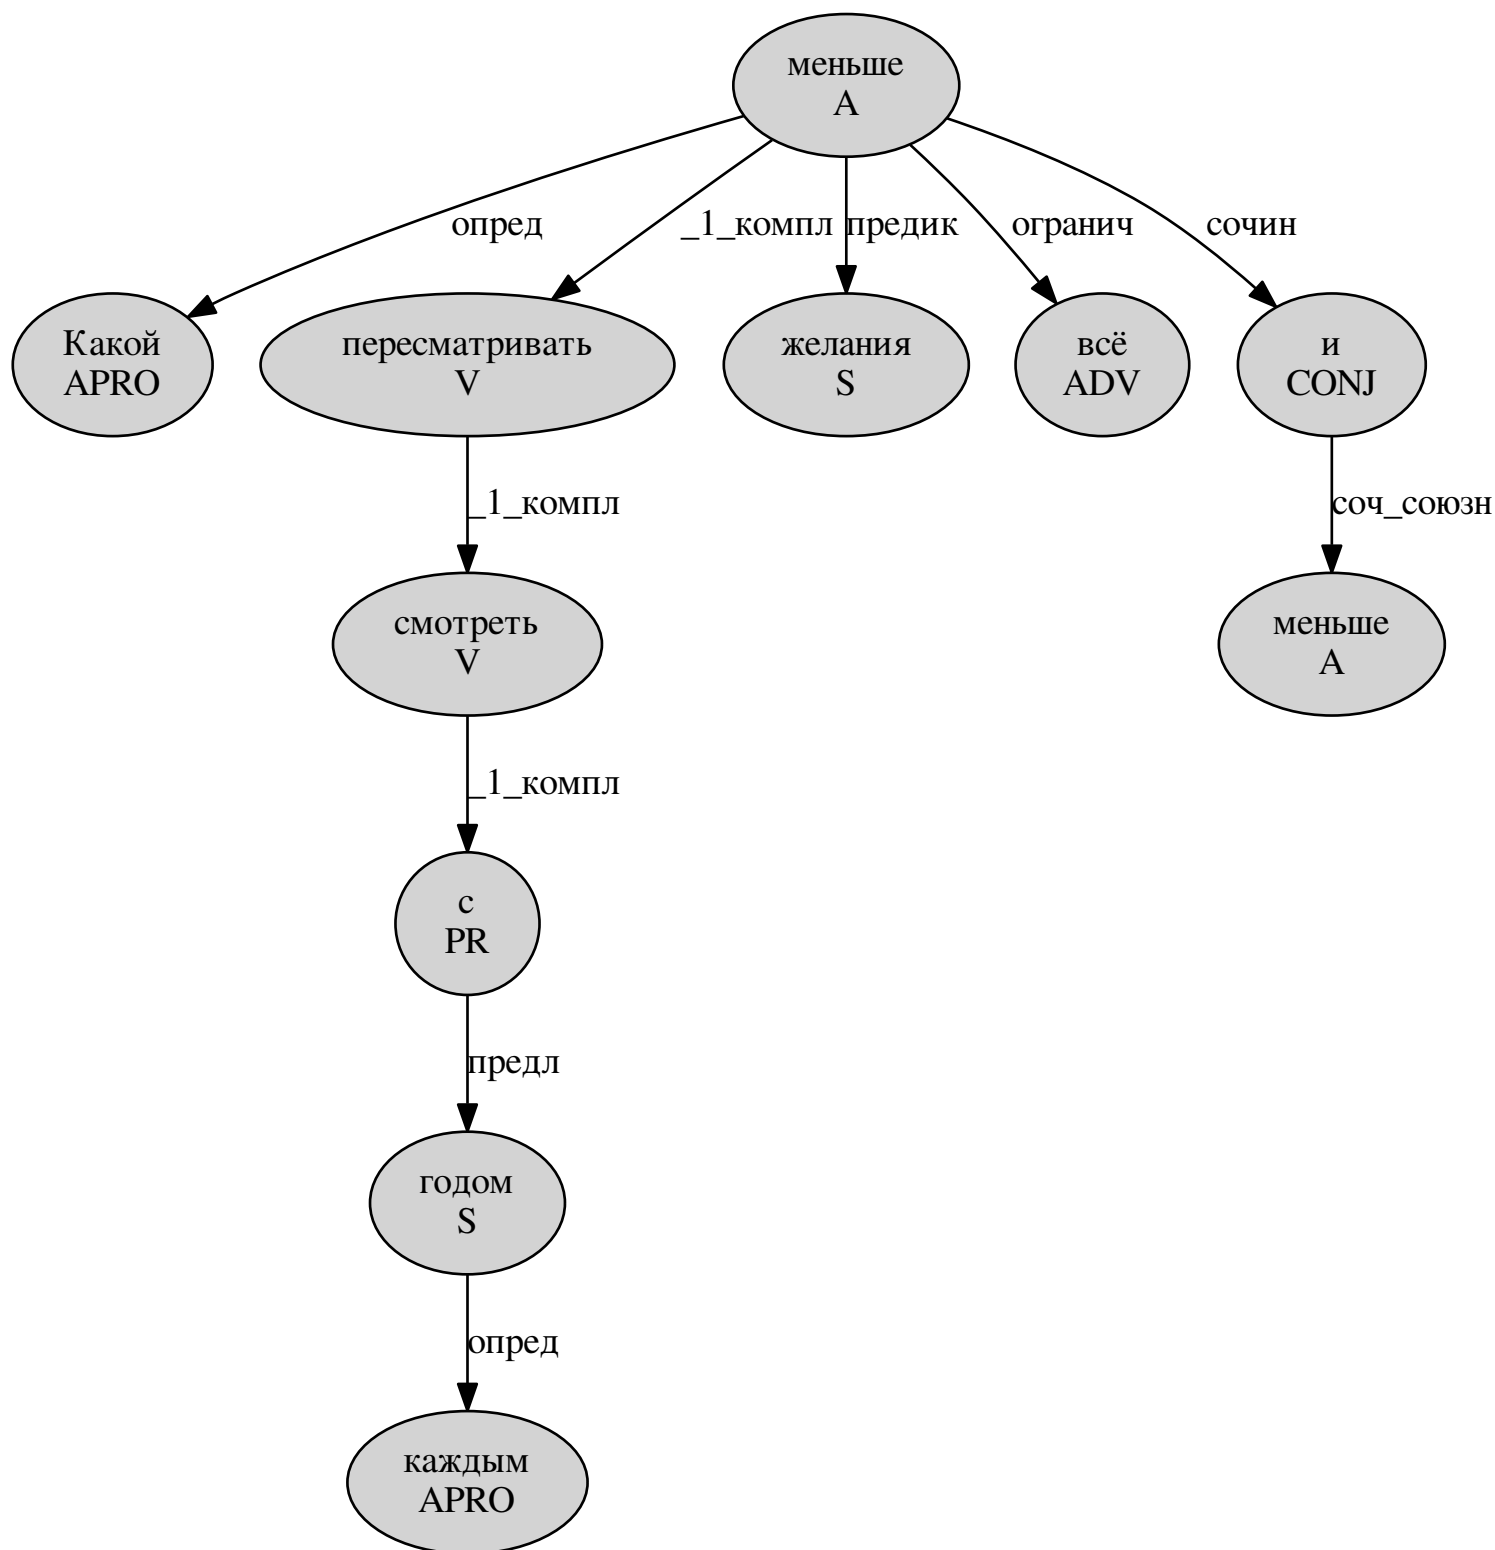 меньше
A
опред
_1_компл
предик
огранич
сочин
Какой
APRO
пересматривать
V
желания
S
всё
ADV
и
CONJ
_1_компл
соч_союзн
смотреть
V
меньше
A
_1_компл
с
PR
предл
годом
S
опред
каждым
APRO